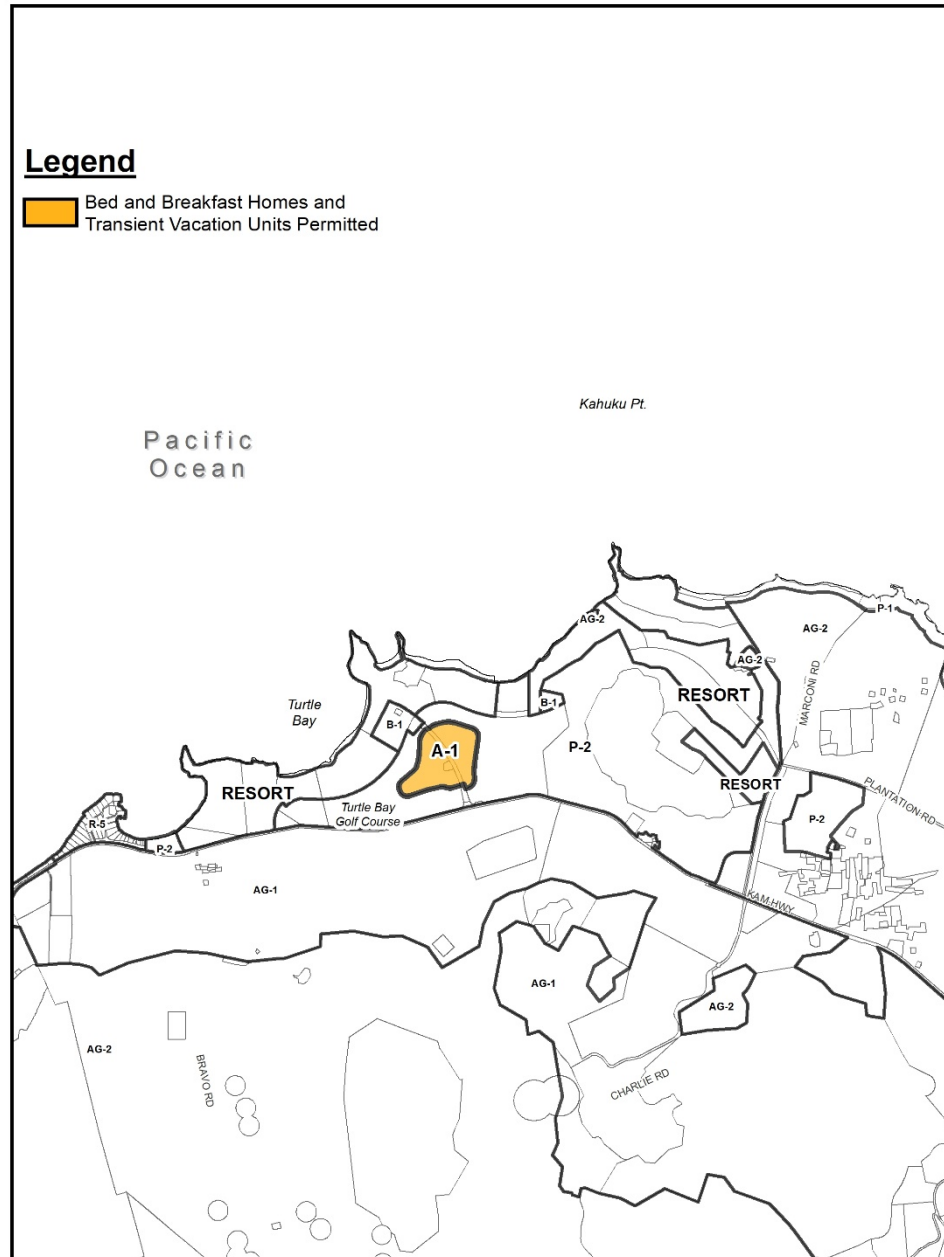 Legend
Bed and Breakfast Homes and
Transient Vacation Units Permitted
Kahuku Pt.
Pacific
Ocean
P-1
AG-2
AG-2
AG-2
MARCONI RD
RESORT
Turtle
Bay
B-1
B-1
A-1
P-2
RESORT
RESORT
Turtle Bay
Golf Course
PLANTATION RD
P-2
R-5
P-2
AG-1
KAM HWY
AG-1
AG-2
AG-2
BRAVO RD
CHARLIE RD